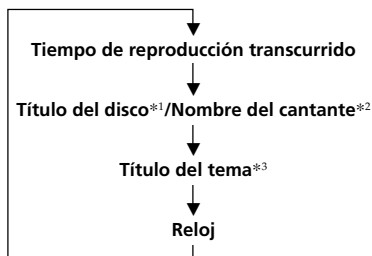 Tiempo de reproducción transcurrido
Título del disco*1/Nombre del cantante*2
Título del tema*3
Reloj